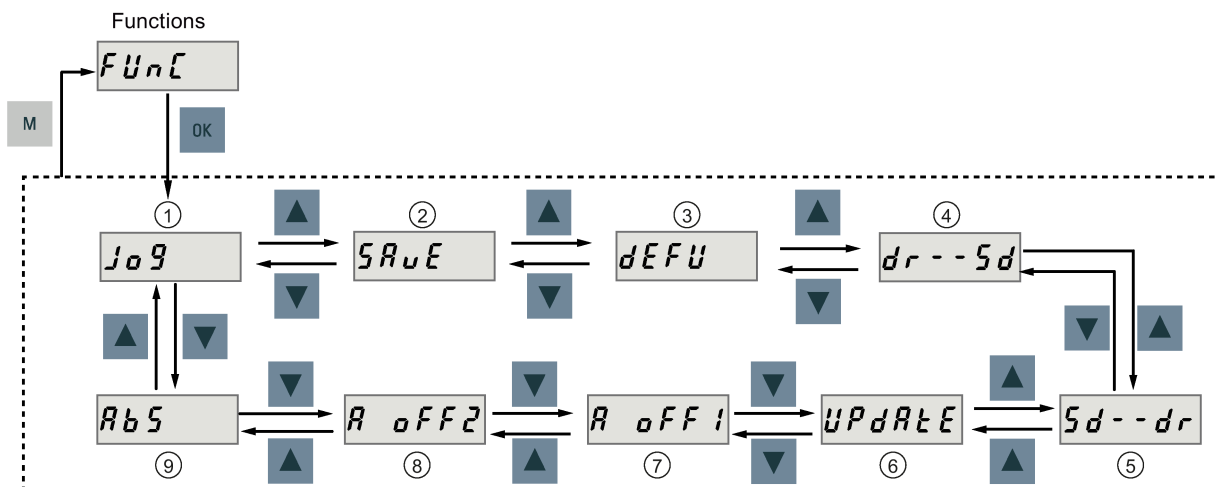 Functions
FUnC
M
OK
1
2
3
4
Jog
SAvE
dEFU
dr--Sd
AbS
A oFF2
A oFF1
UPdAtE
Sd--dr
9
8
7
6
5